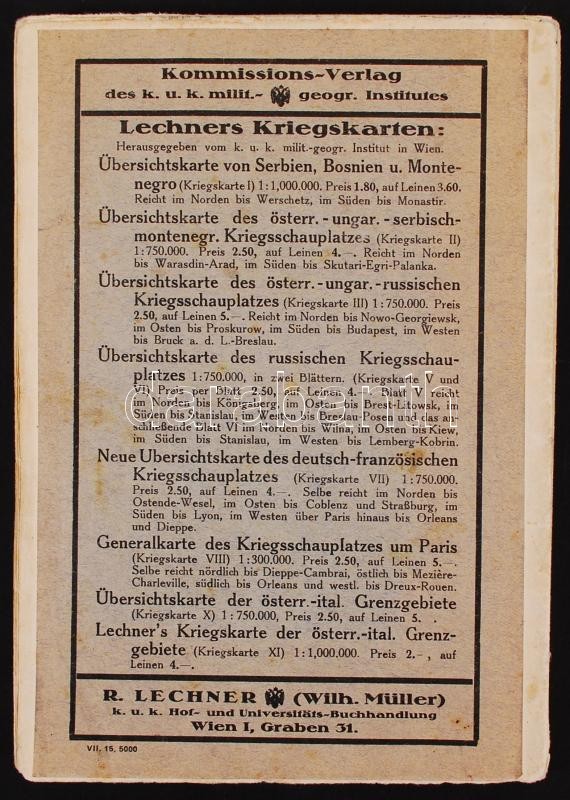 Kommissions-Verlag
des k. u. k. milit.- geogr. Institutes
Lechners Kriegskarten:
Herausgegeben vom k. u. k. milit.-geogr. Institut in Wien.
Übersichtskarte von Serbien, Bosnien u. Monte-
negro (Kriegskarte I) 1:1,000.000. Preis 1.80, auf Leinen 3.60.
Reicht im Norden bis Werschetz, im Süden bis Monastir.
Übersichtskarte des österr.-ungar.-serbisch-
montenegr. Kriegsschauplatzes (Kriegskarte II)
1:750.000. Preis 2.50, auf Leinen 4.—. Reicht im Norden
bis Warasdin-Arad, im Süden bis Skutari-Egri-Palanka.
Übersichtskarte des österr.-ungar.-russischen
Kriegsschauplatzes (Kriegskarte III) 1:750.000. Preis
2.50, auf Leinen 5.—. Reicht im Norden bis Nowo-Georgiewsk,
im Osten bis Proskurow, im Süden bis Budapest, im Westen
bis Bruck a. d. L.-Breslau.
Übersichtskarte des russischen Kriegsschau-
platzes 1:750.000, in zwei Blättern. (Kriegskarte V und
VI) Preis per Blatt 2.50, auf Leinen 4.— Blatt V reicht
im Norden bis Königsberg, im Osten bis Brest-Litowsk, im
Süden bis Stanislau, im Westen bis Breslau-Posen und das an-
schließende Blatt VI im Norden bis Wilna, im Osten bis Kiew,
im Süden bis Stanislau, im Westen bis Lemberg-Kobrin.
Neue Übersichtskarte des deutsch-französischen
Kriegsschauplatzes (Kriegskarte VII) 1:750.000.
Preis 2.50, auf Leinen 4.—. Selbe reicht im Norden bis
Ostende-Wesel, im Osten bis Coblenz und Straßburg, im
Süden bis Lyon, im Westen über Paris hinaus bis Orleans
und Dieppe.
Generalkarte des Kriegsschauplatzes um Paris
(Kriegskarte VIII) 1:300.000. Preis 2.50, auf Leinen 5.—.
Selbe reicht nördlich bis Dieppe-Cambrai, östlich bis Mezière-
Charleville, südlich bis Orleans und westl. bis Dreux-Rouen.
Übersichtskarte der österr.-ital. Grenzgebiete
(Kriegskarte X) 1:750,000, Preis 2.50, auf Leinen 5. .
Lechner's Kriegskarte der österr.-ital. Grenz-
gebiete (Kriegskarte XI) 1:1,000.000. Preis 2.-, auf
Leinen 4.—.
R. LECHNER (Wilh. Müller)
k. u. k. Hof- und Universitäts-Buchhandlung
Wien I, Graben 31.
VII. 15. 5000
darabanth